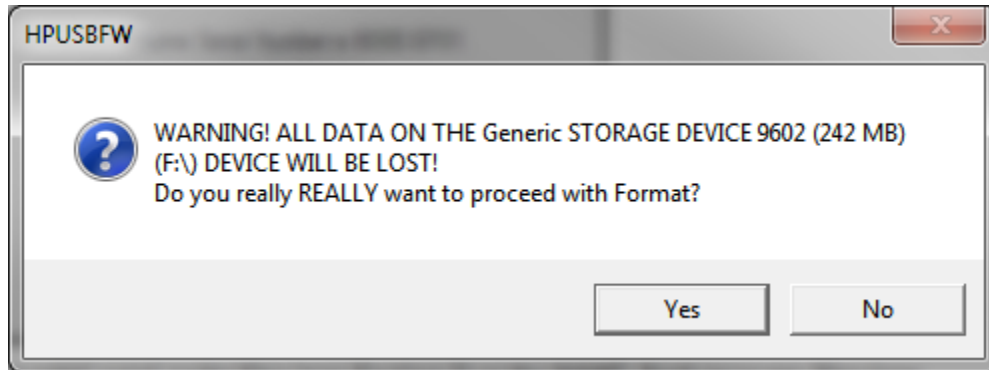 HPUSBFW
WARNING! ALL DATA ON THE Generic STORAGE DEVICE 9602 (242 MB)
(F:\) DEVICE WILL BE LOST!
Do you really REALLY want to proceed with Format?
Yes
No